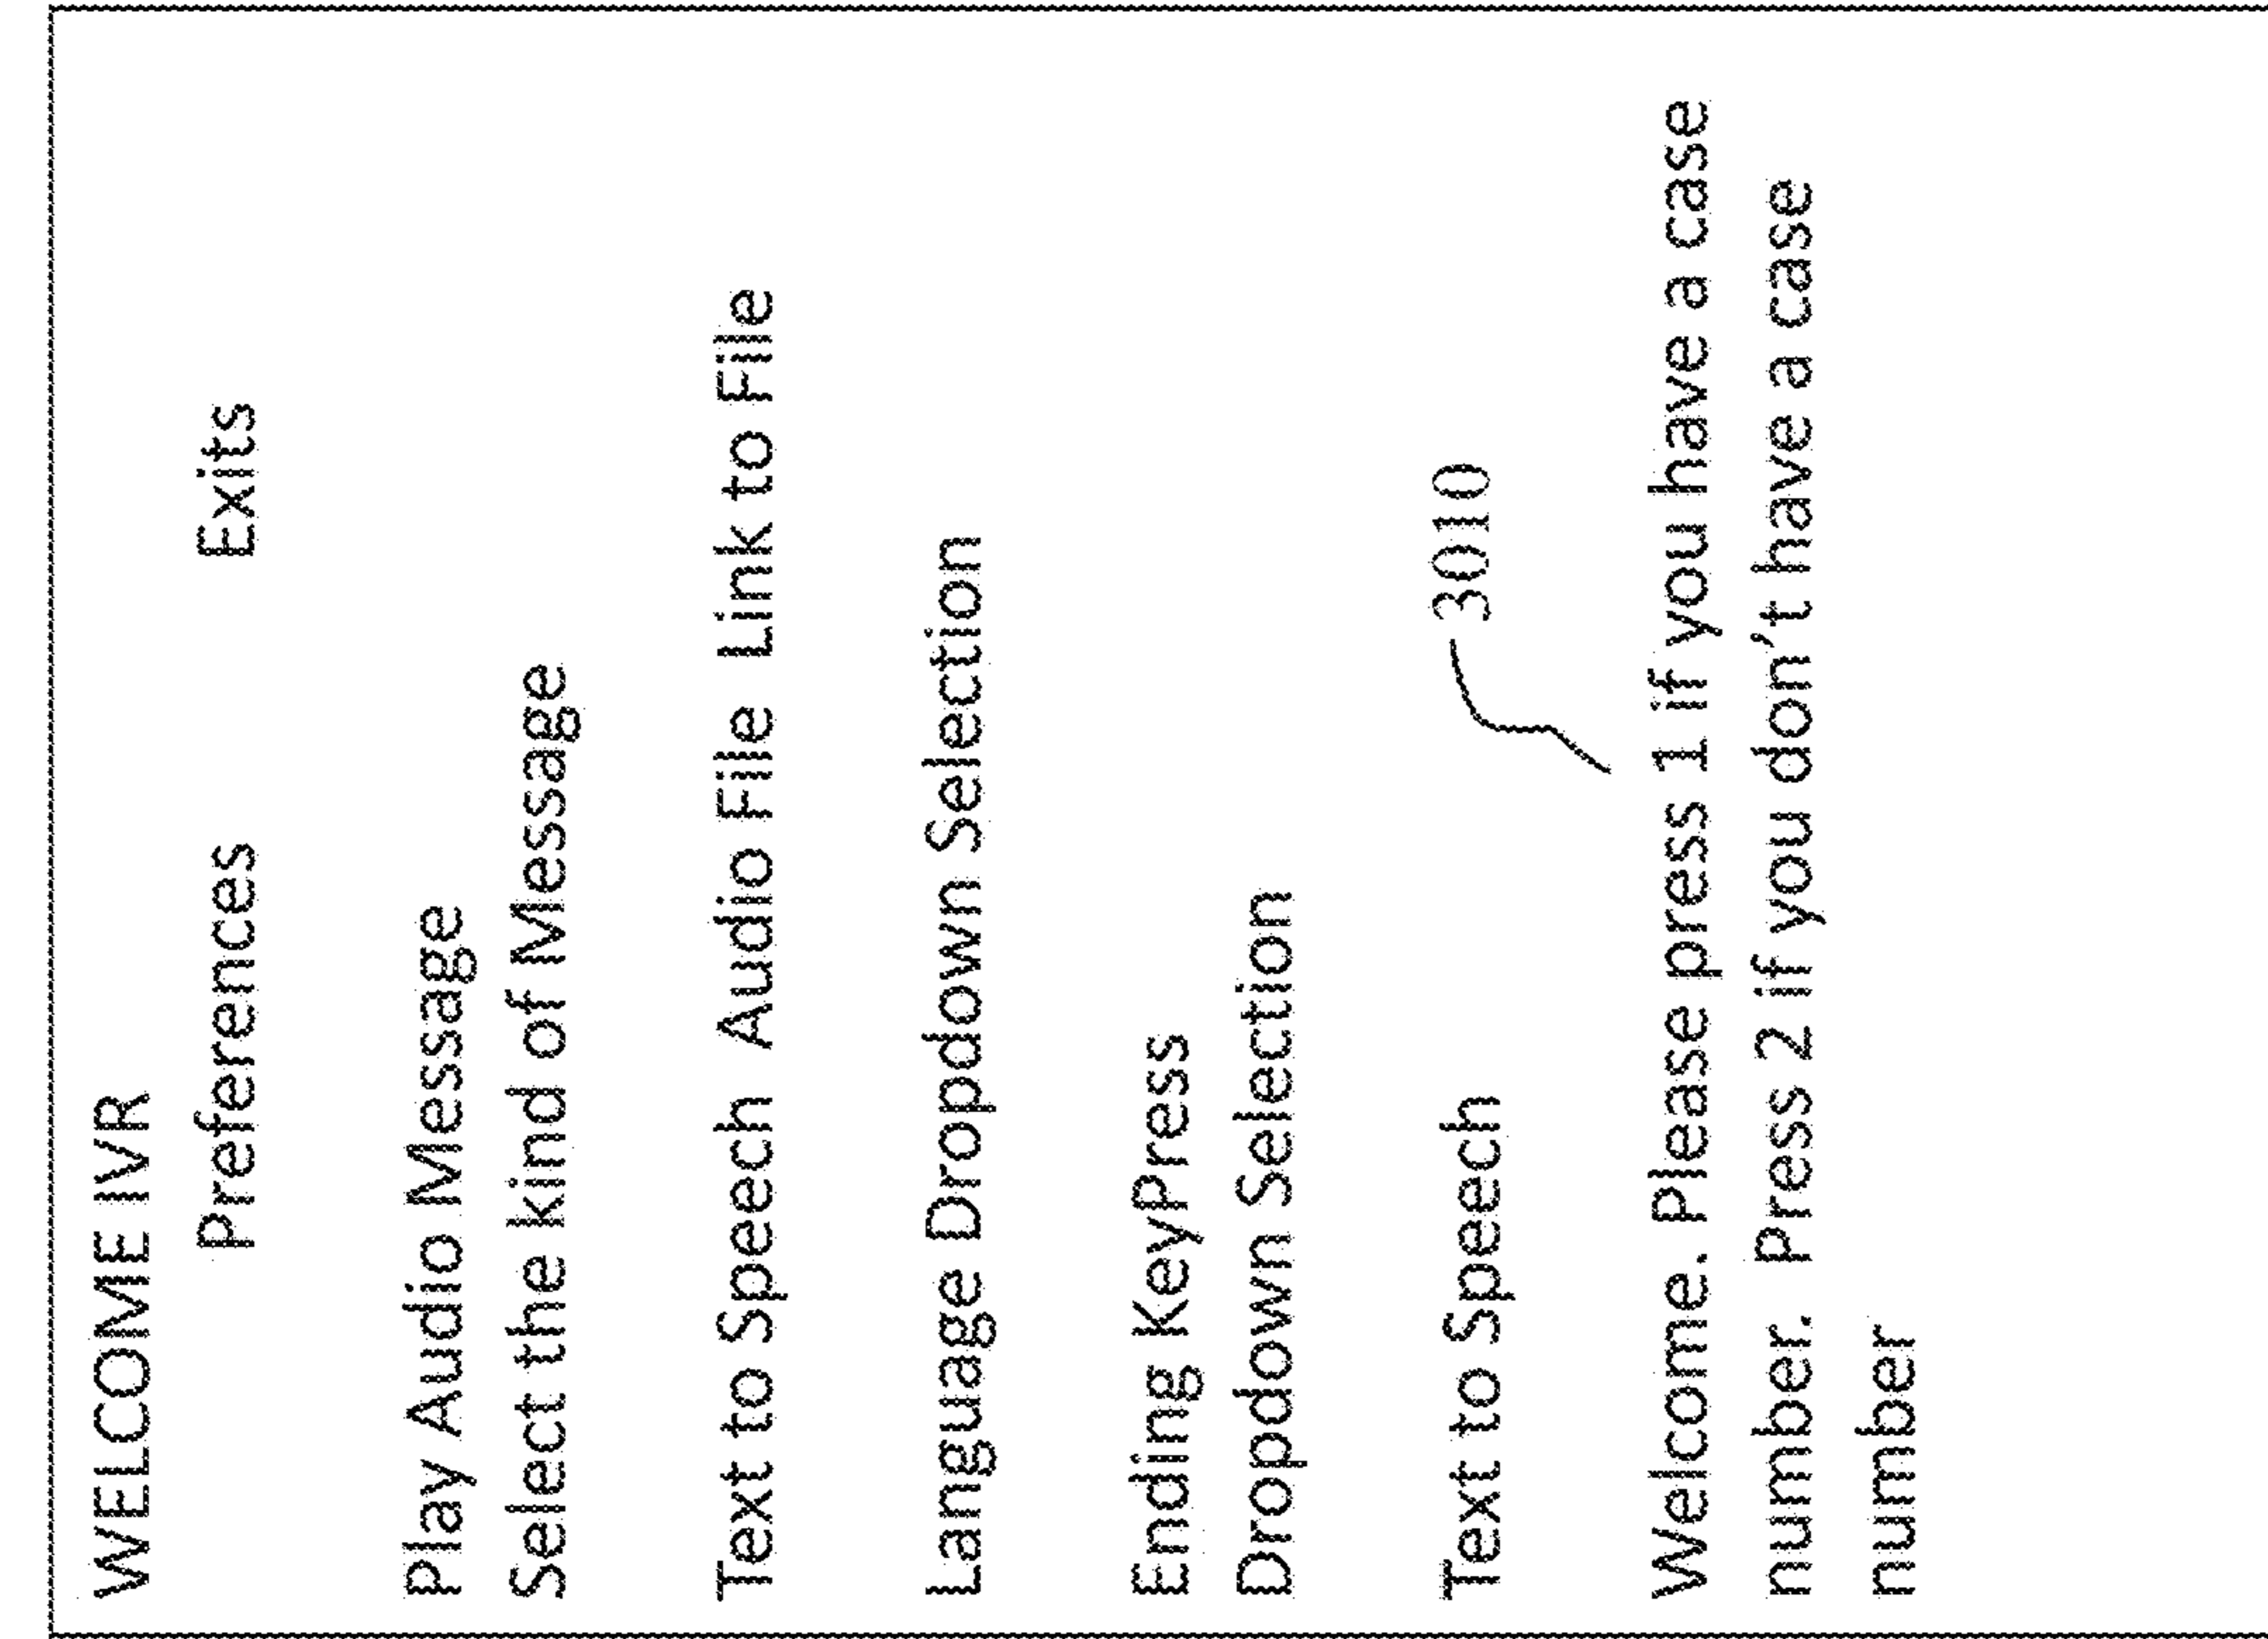 WELCOME IVR
Preferences Exits
Play Audio Message
Select the kind of Message
Text to Speech Audio File Link to File
Language Dropdown Selection
Ending KeyPress
Dropdown Selection
Text to Speech
3010
Welcome. Please press 1 if you have a case
number. Press 2 if you don't have a case
number